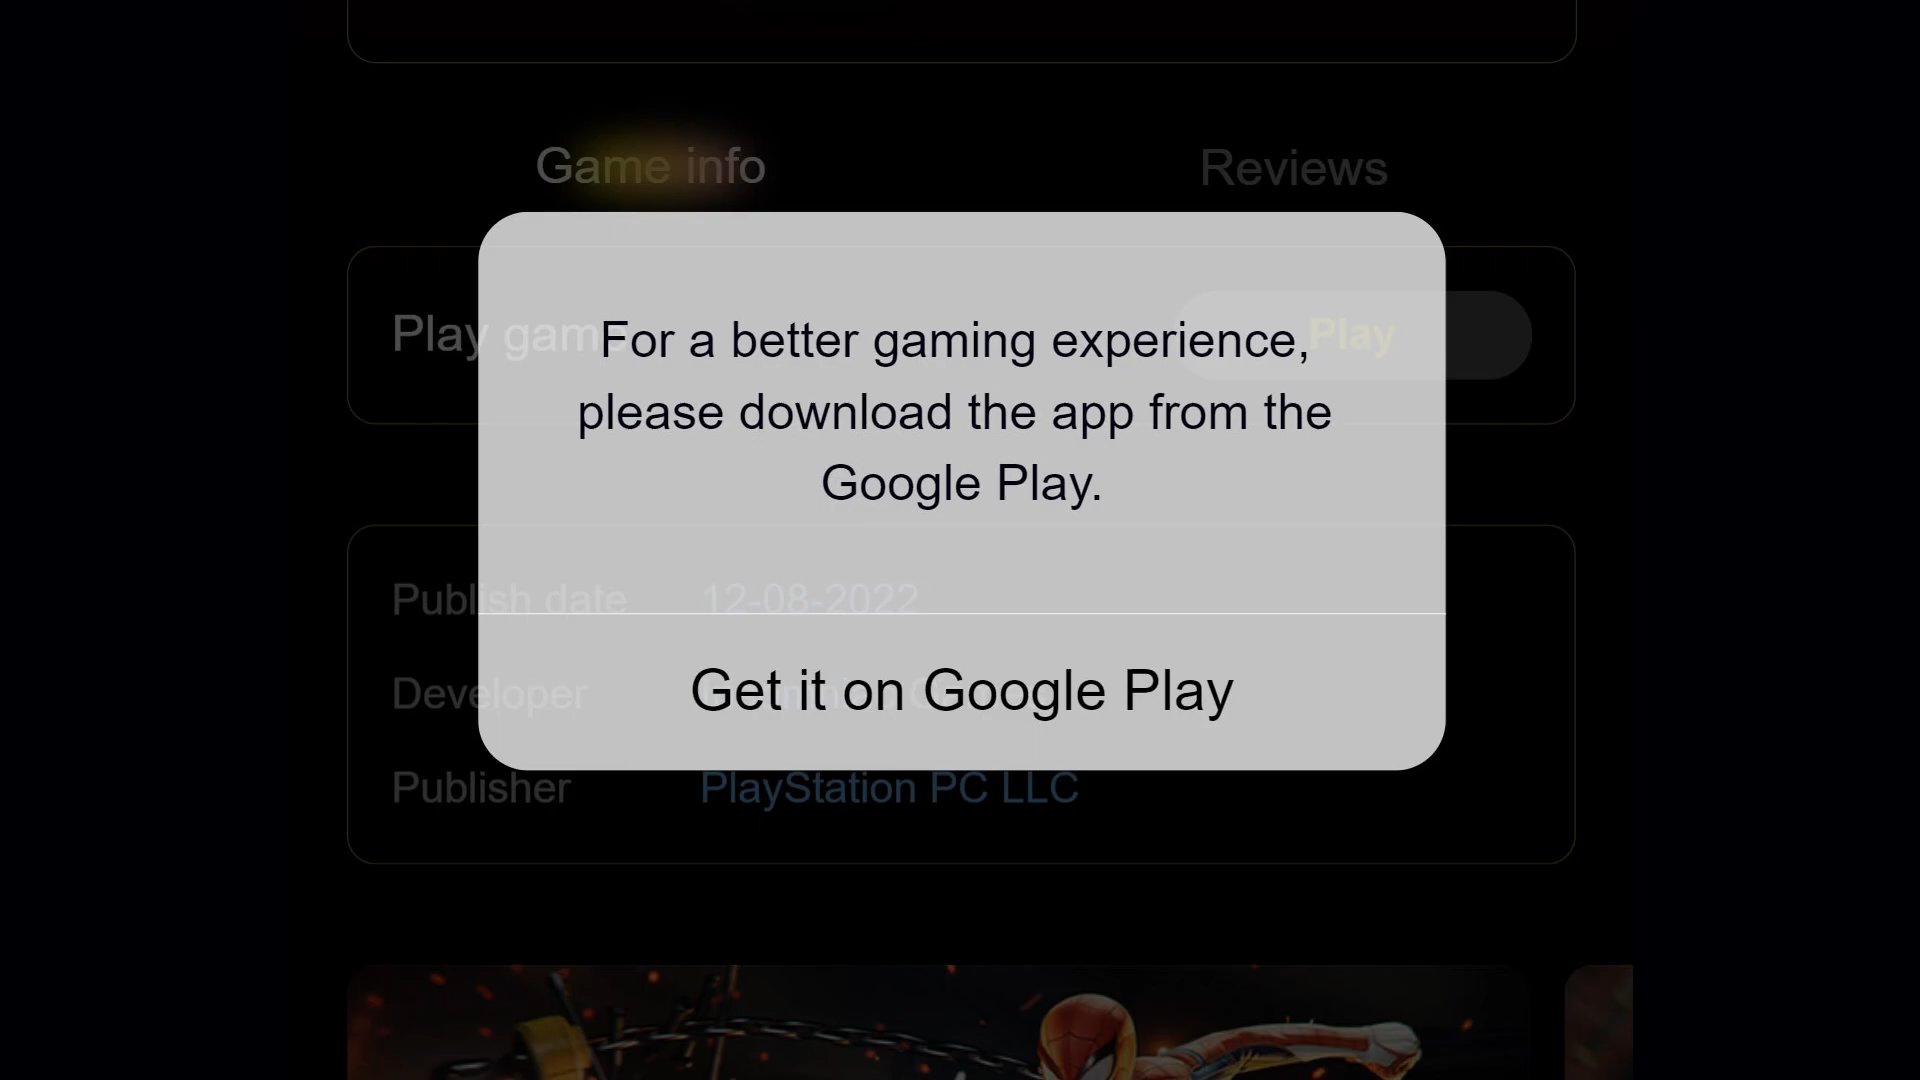 Game info
Reviews
Play game
Play
For a better gaming experience,
please download the app from the
Google Play.
Publish date 12-08-2022
Get it on Google Play
Developer
Publisher PlayStation PC LLC